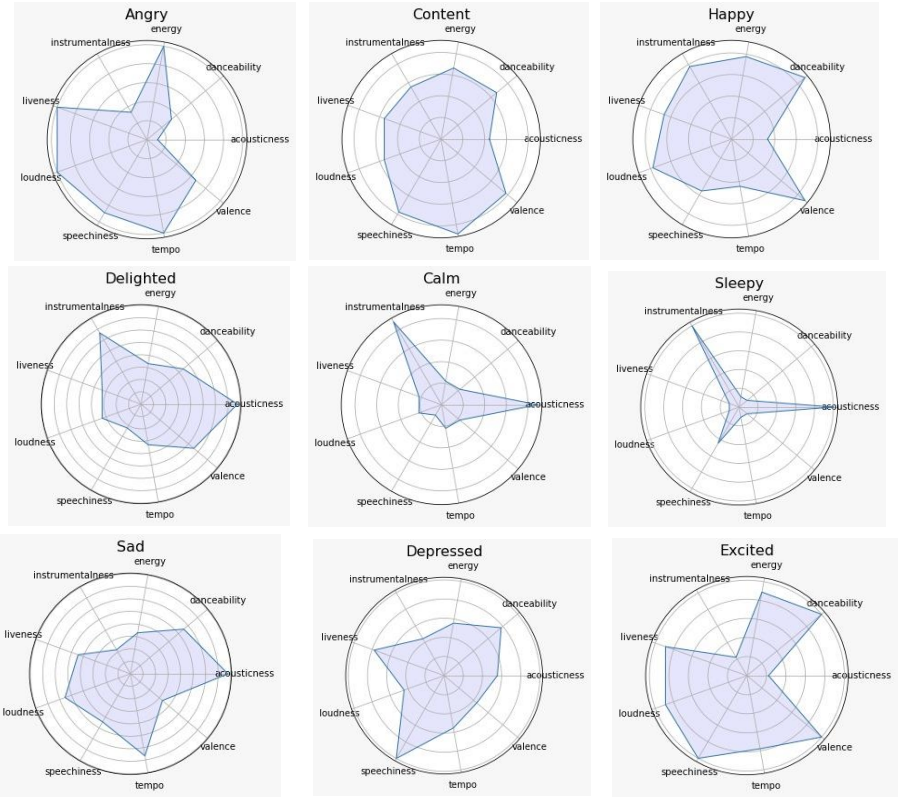 Angry
energy
instrumentalness
danceability
liveness
acousticness
loudness
valence
speechiness
tempo
Content
energy
instrumentalness
danceability
liveness
acousticness
loudness
valence
speechiness
tempo
Happy
energy
instrumentalness
danceability
liveness
acousticness
loudness
valence
speechiness
tempo
Delighted
energy
instrumentalness
danceability
liveness
acousticness
loudness
valence
speechiness
tempo
Calm
energy
instrumentalness
danceability
liveness
acousticness
loudness
valence
speechiness
tempo
Sleepy
energy
instrumentalness
danceability
liveness
acousticness
loudness
valence
speechiness
tempo
Sad
energy
instrumentalness
danceability
liveness
acousticness
loudness
valence
speechiness
tempo
Depressed
energy
instrumentalness
danceability
liveness
acousticness
loudness
valence
speechiness
tempo
Excited
energy
instrumentalness
danceability
liveness
acousticness
loudness
valence
speechiness
tempo